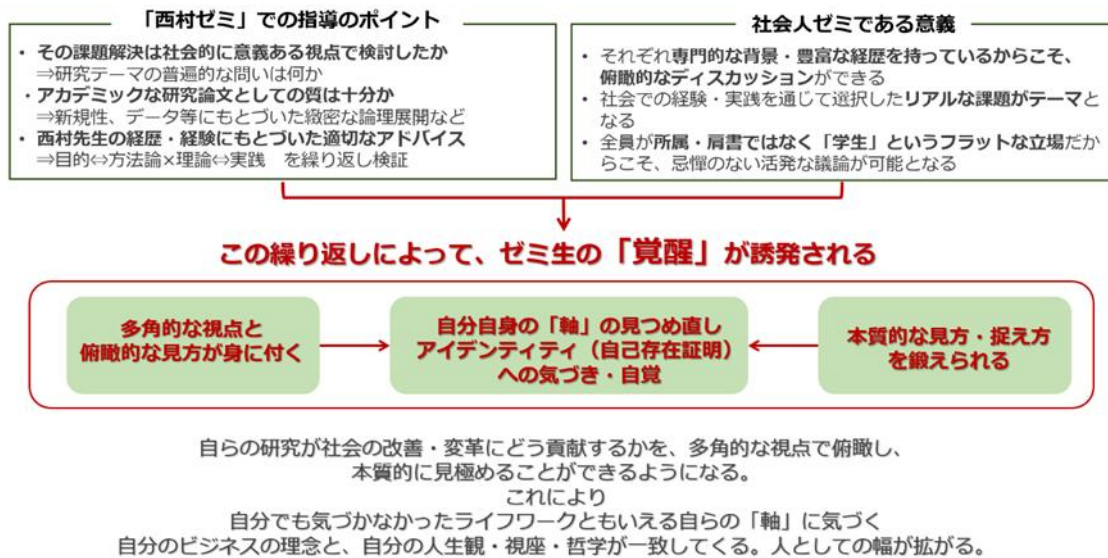 「西村ゼミ」での指導のポイント
• その課題解決は社会的に意義ある視点で検討したか
⇒研究テーマの普遍的な問いは何か
• アカデミックな研究論文としての質は十分か
⇒新規性、データ等にもとづいた緻密な論理展開など
• 西村先生の経歴・経験にもとづいた適切なアドバイス
⇒目的⇔方法論×理論⇔実践 を繰り返し検証
社会人ゼミである意義
• それぞれ専門的な背景・豊富な経歴を持っているからこそ、
俯瞰的なディスカッションができる
• 社会での経験・実践を通じて選択したリアルな課題がテーマと
なる
• 全員が所属・肩書ではなく「学生」というフラットな立場だか
らこそ、忌憚のない活発な議論が可能となる
この繰り返しによって、ゼミ生の「覚醒」が誘発される
多角的な視点と
俯瞰的な見方が身に付く
自分自身の「軸」の見つめ直し
アイデンティティ（自己存在証明）
への気づき・自覚
本質的な見方・捉え方
を鍛えられる
自らの研究が社会の改善・変革にどう貢献するかを、多角的な視点で俯瞰し、
本質的に見極めることができるようになる。
これにより
自分でも気づかなかったライフワークともいえる自らの「軸」に気づく
自分のビジネスの理念と、自分の人生観・視座・哲学が一致してくる。人としての幅が拡がる。